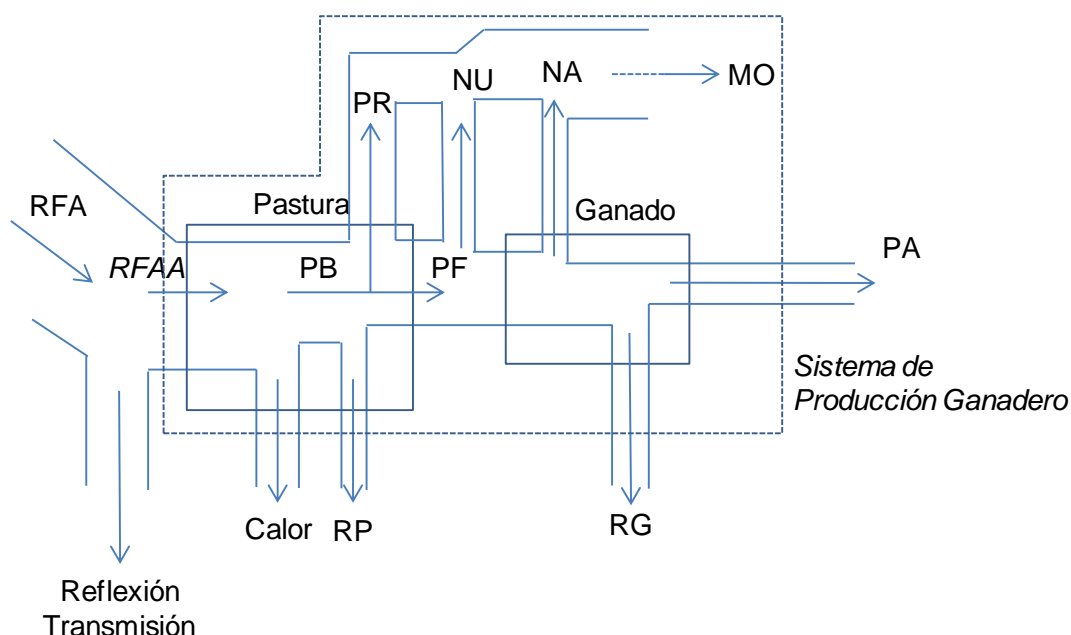 NU
NA
MO
PR
RFA
Pastura
Ganado
PA
RFAA
PB
PF
Sistema de
Producción Ganadero
Calor
RP
RG
Reflexión
Transmisión